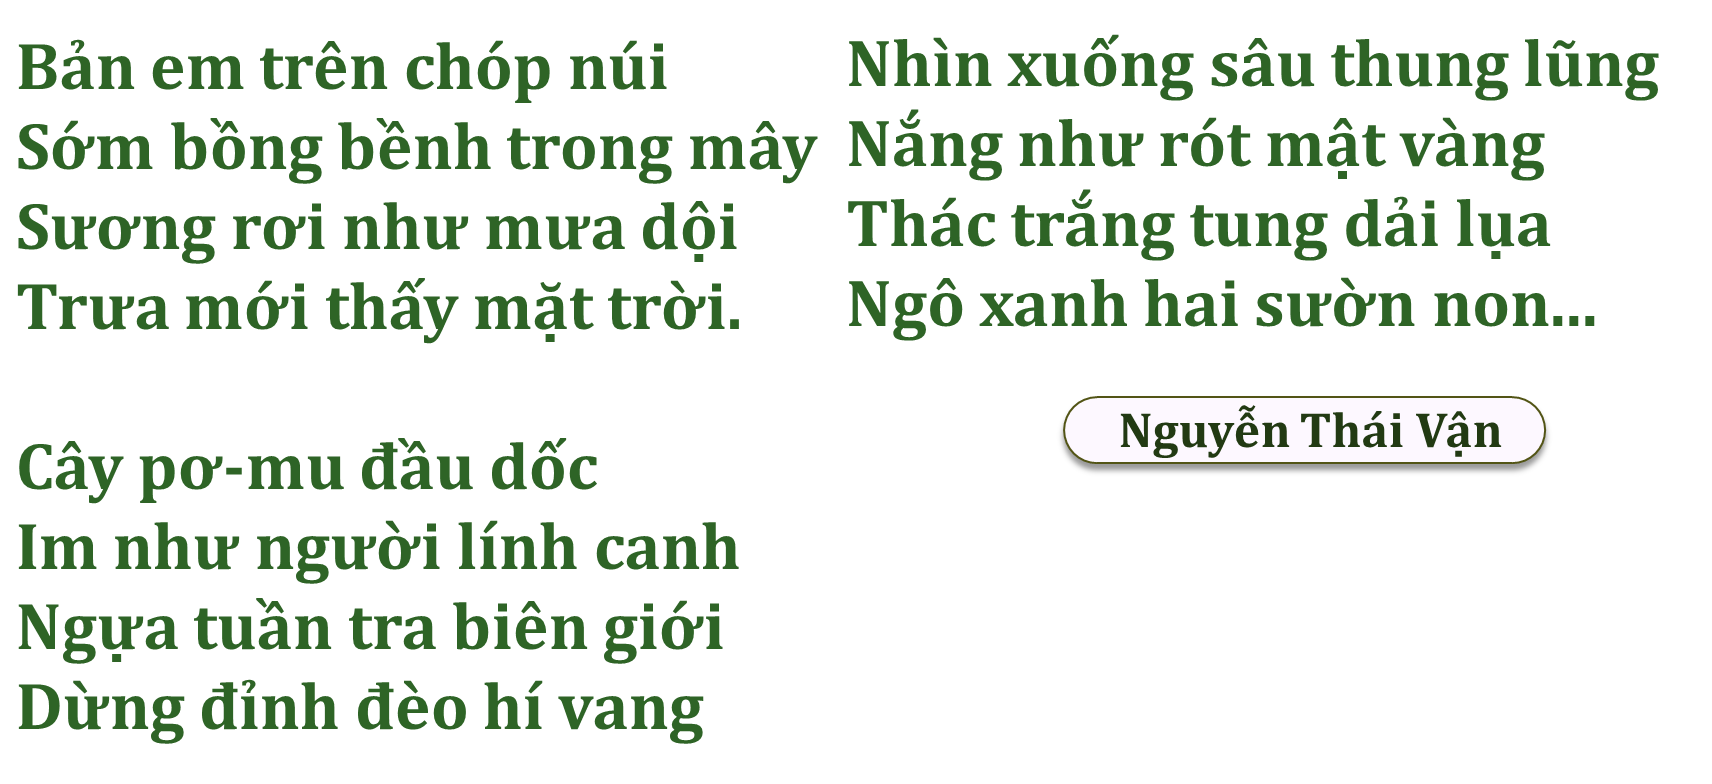 Bản em trên chóp núi
Sớm bồng bềnh trong mây
Sương rơi như mưa dội
Trưa mới thấy mặt trời.
Cây pơ-mu đầu dốc
Im như người lính canh
Ngựa tuần tra biên giới
Dừng đỉnh đèo hí vang
Nhìn xuống sâu thung lũng
Nắng như rót mật vàng
Thác trắng tung dải lụa
Ngô xanh hai sườn non...
Nguyễn Thái Vận